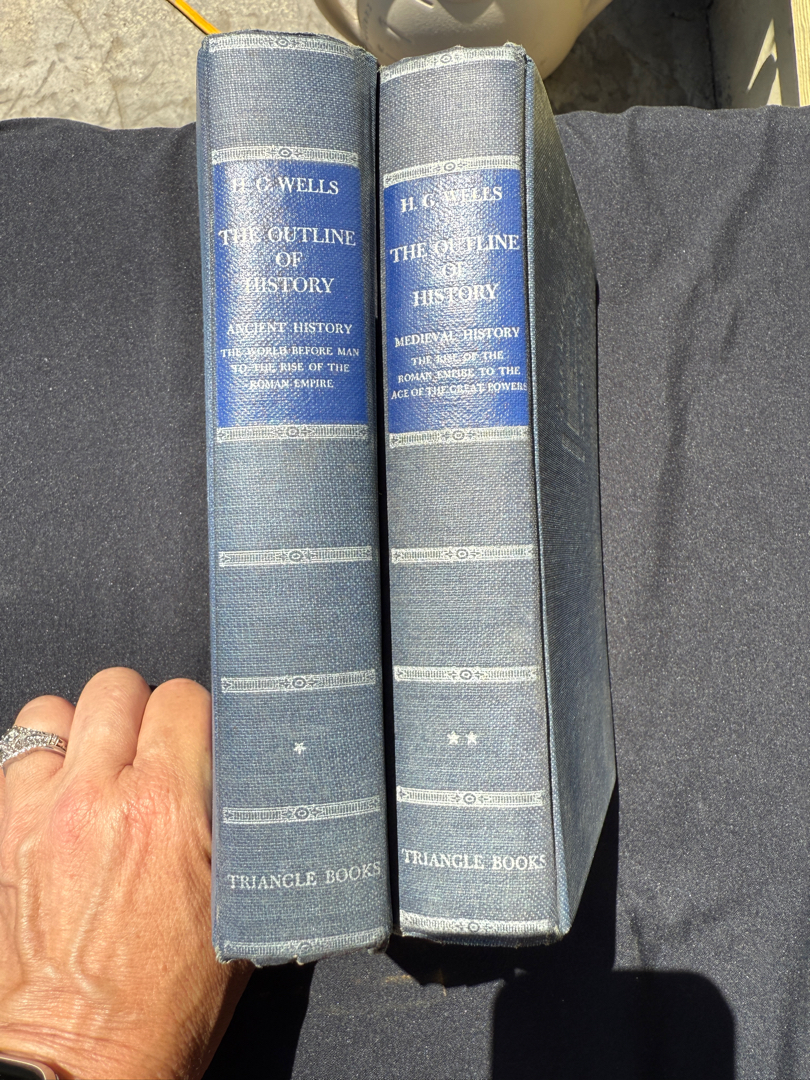 H. G. WELLS
THE OUTLINE
OF
HISTORY
ANCIENT HISTORY
THE WORLD BEFORE MAN
TO THE RISE OF THE
ROMAN EMPIRE
TRIANGLE BOOKS
H. G. WELLS
THE OUTLINE
OF
HISTORY
MEDIEVAL HISTORY
THE RISE OF THE
ROMAN EMPIRE TO THE
AGE OF THE GREAT POWERS
TRIANGLE BOOKS